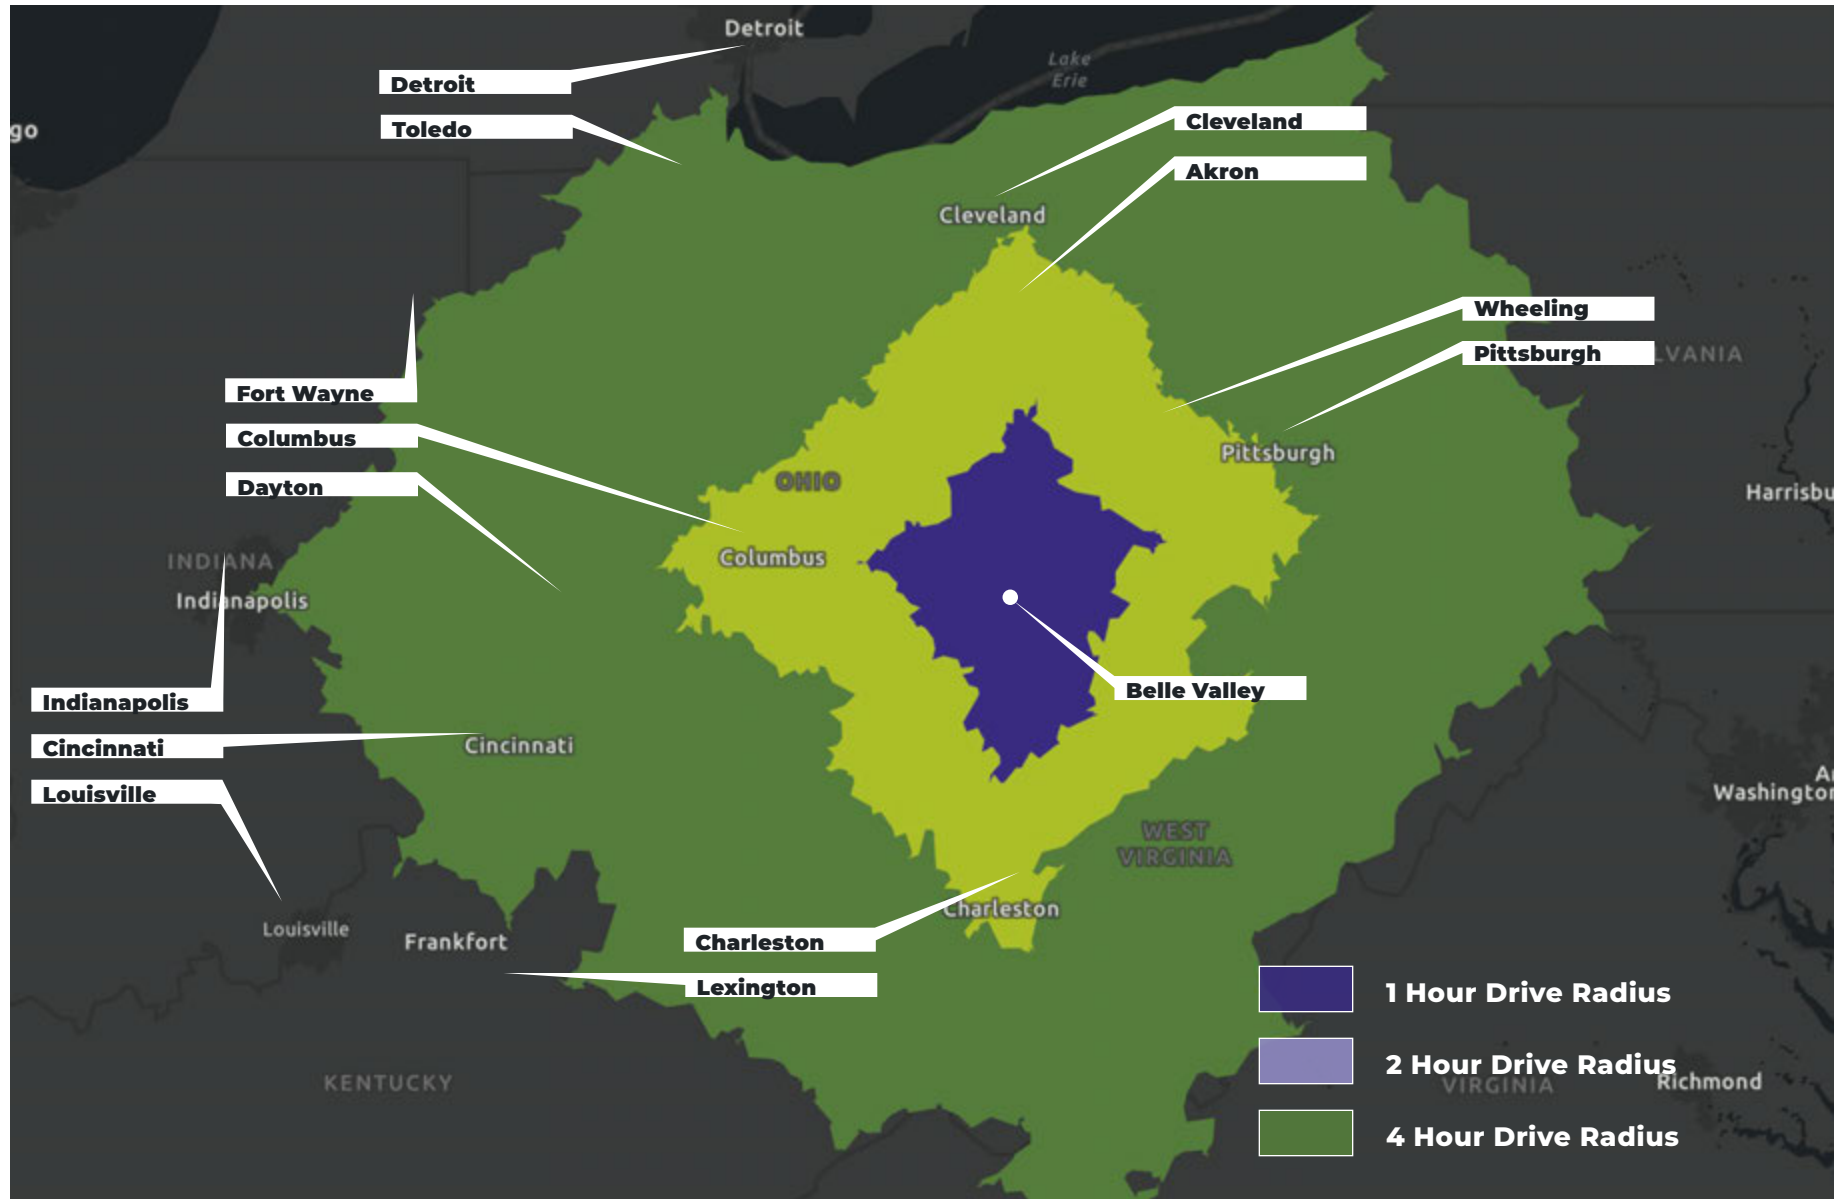 Detroit
Lake
Erie
Detroit
Toledo
Cleveland
Akron
go
Cleveland
Wheeling
Pittsburgh
LVANIA
Fort Wayne
Columbus
Dayton
OHIO
Pittsburgh
Harrisbu
INDIANA
Indianapolis
Columbus
Belle Valley
Indianapolis
Cincinnati
Louisville
Cincinnati
WEST
VIRGINIA
A
Washington
Louisville
Frankfort
Charleston
Charleston
Lexington
KENTUCKY
1 Hour Drive Radius
2 Hour Drive Radius
VIRGINIA
Richmond
4 Hour Drive Radius